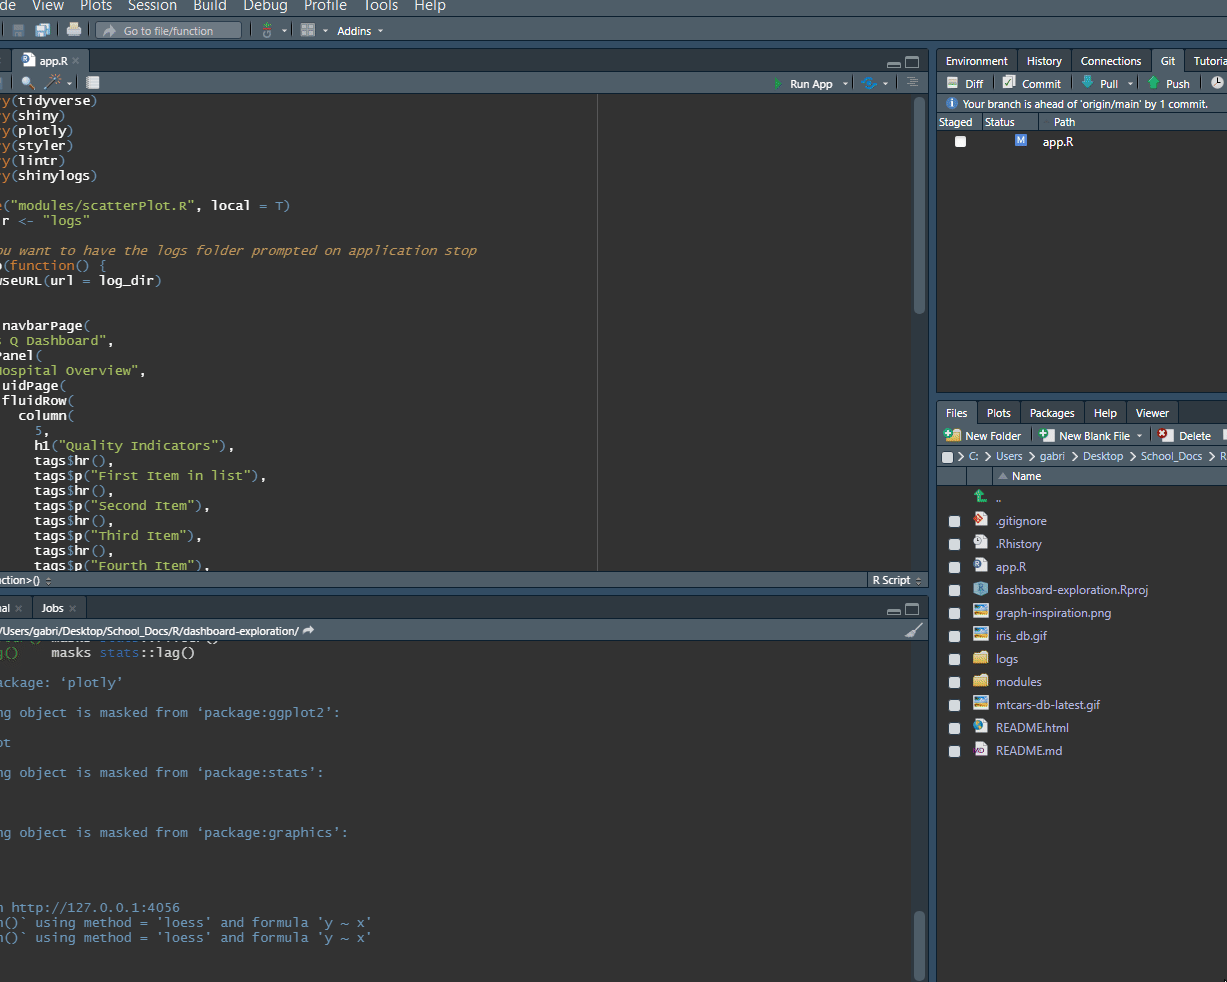 de View Plots Session Build Debug Profile Tools Help
Go to file/function Addins
app.R
Run App
ry(tidyverse)
ry(shiny)
ry(plotly)
ry(styler)
ry(lintr)
ry(shinylogs)
e("modules/scatterPlot.R", local = T)
r <- "logs"
ou want to have the logs folder prompted on application stop
p(function() {
wseURL(url = log_dir)
navbarPage(
s Q Dashboard",
Panel(
Hospital Overview",
uidPage(
fluidRow(
column(
5,
h1("Quality Indicators"),
tags$hr(),
tags$p("First Item in list"),
tags$hr(),
tags$p("Second Item"),
tags$hr(),
tags$p("Third Item"),
tags$hr(),
tags$p("Fourth Item"),
nction>() R Script
nal Jobs
/Users/gabri/Desktop/School_Docs/R/dashboard-exploration/
g() masks stats::lag()
ackage: ‘plotly’
ng object is masked from ‘package:ggplot2’:
ot
ng object is masked from ‘package:stats’:
ng object is masked from ‘package:graphics’:
n http://127.0.0.1:4056
h()` using method = 'loess' and formula 'y ~ x'
h()` using method = 'loess' and formula 'y ~ x'
Environment History Connections Git Tutoria
Diff Commit Pull Push
Your branch is ahead of 'origin/main' by 1 commit.
Staged Status Path
M app.R
Files Plots Packages Help Viewer
New Folder New Blank File Delete
C: > Users > gabri > Desktop > School_Docs > R
Name
..
.gitignore
.Rhistory
app.R
dashboard-exploration.Rproj
graph-inspiration.png
iris_db.gif
logs
modules
mtcars-db-latest.gif
README.html
README.md